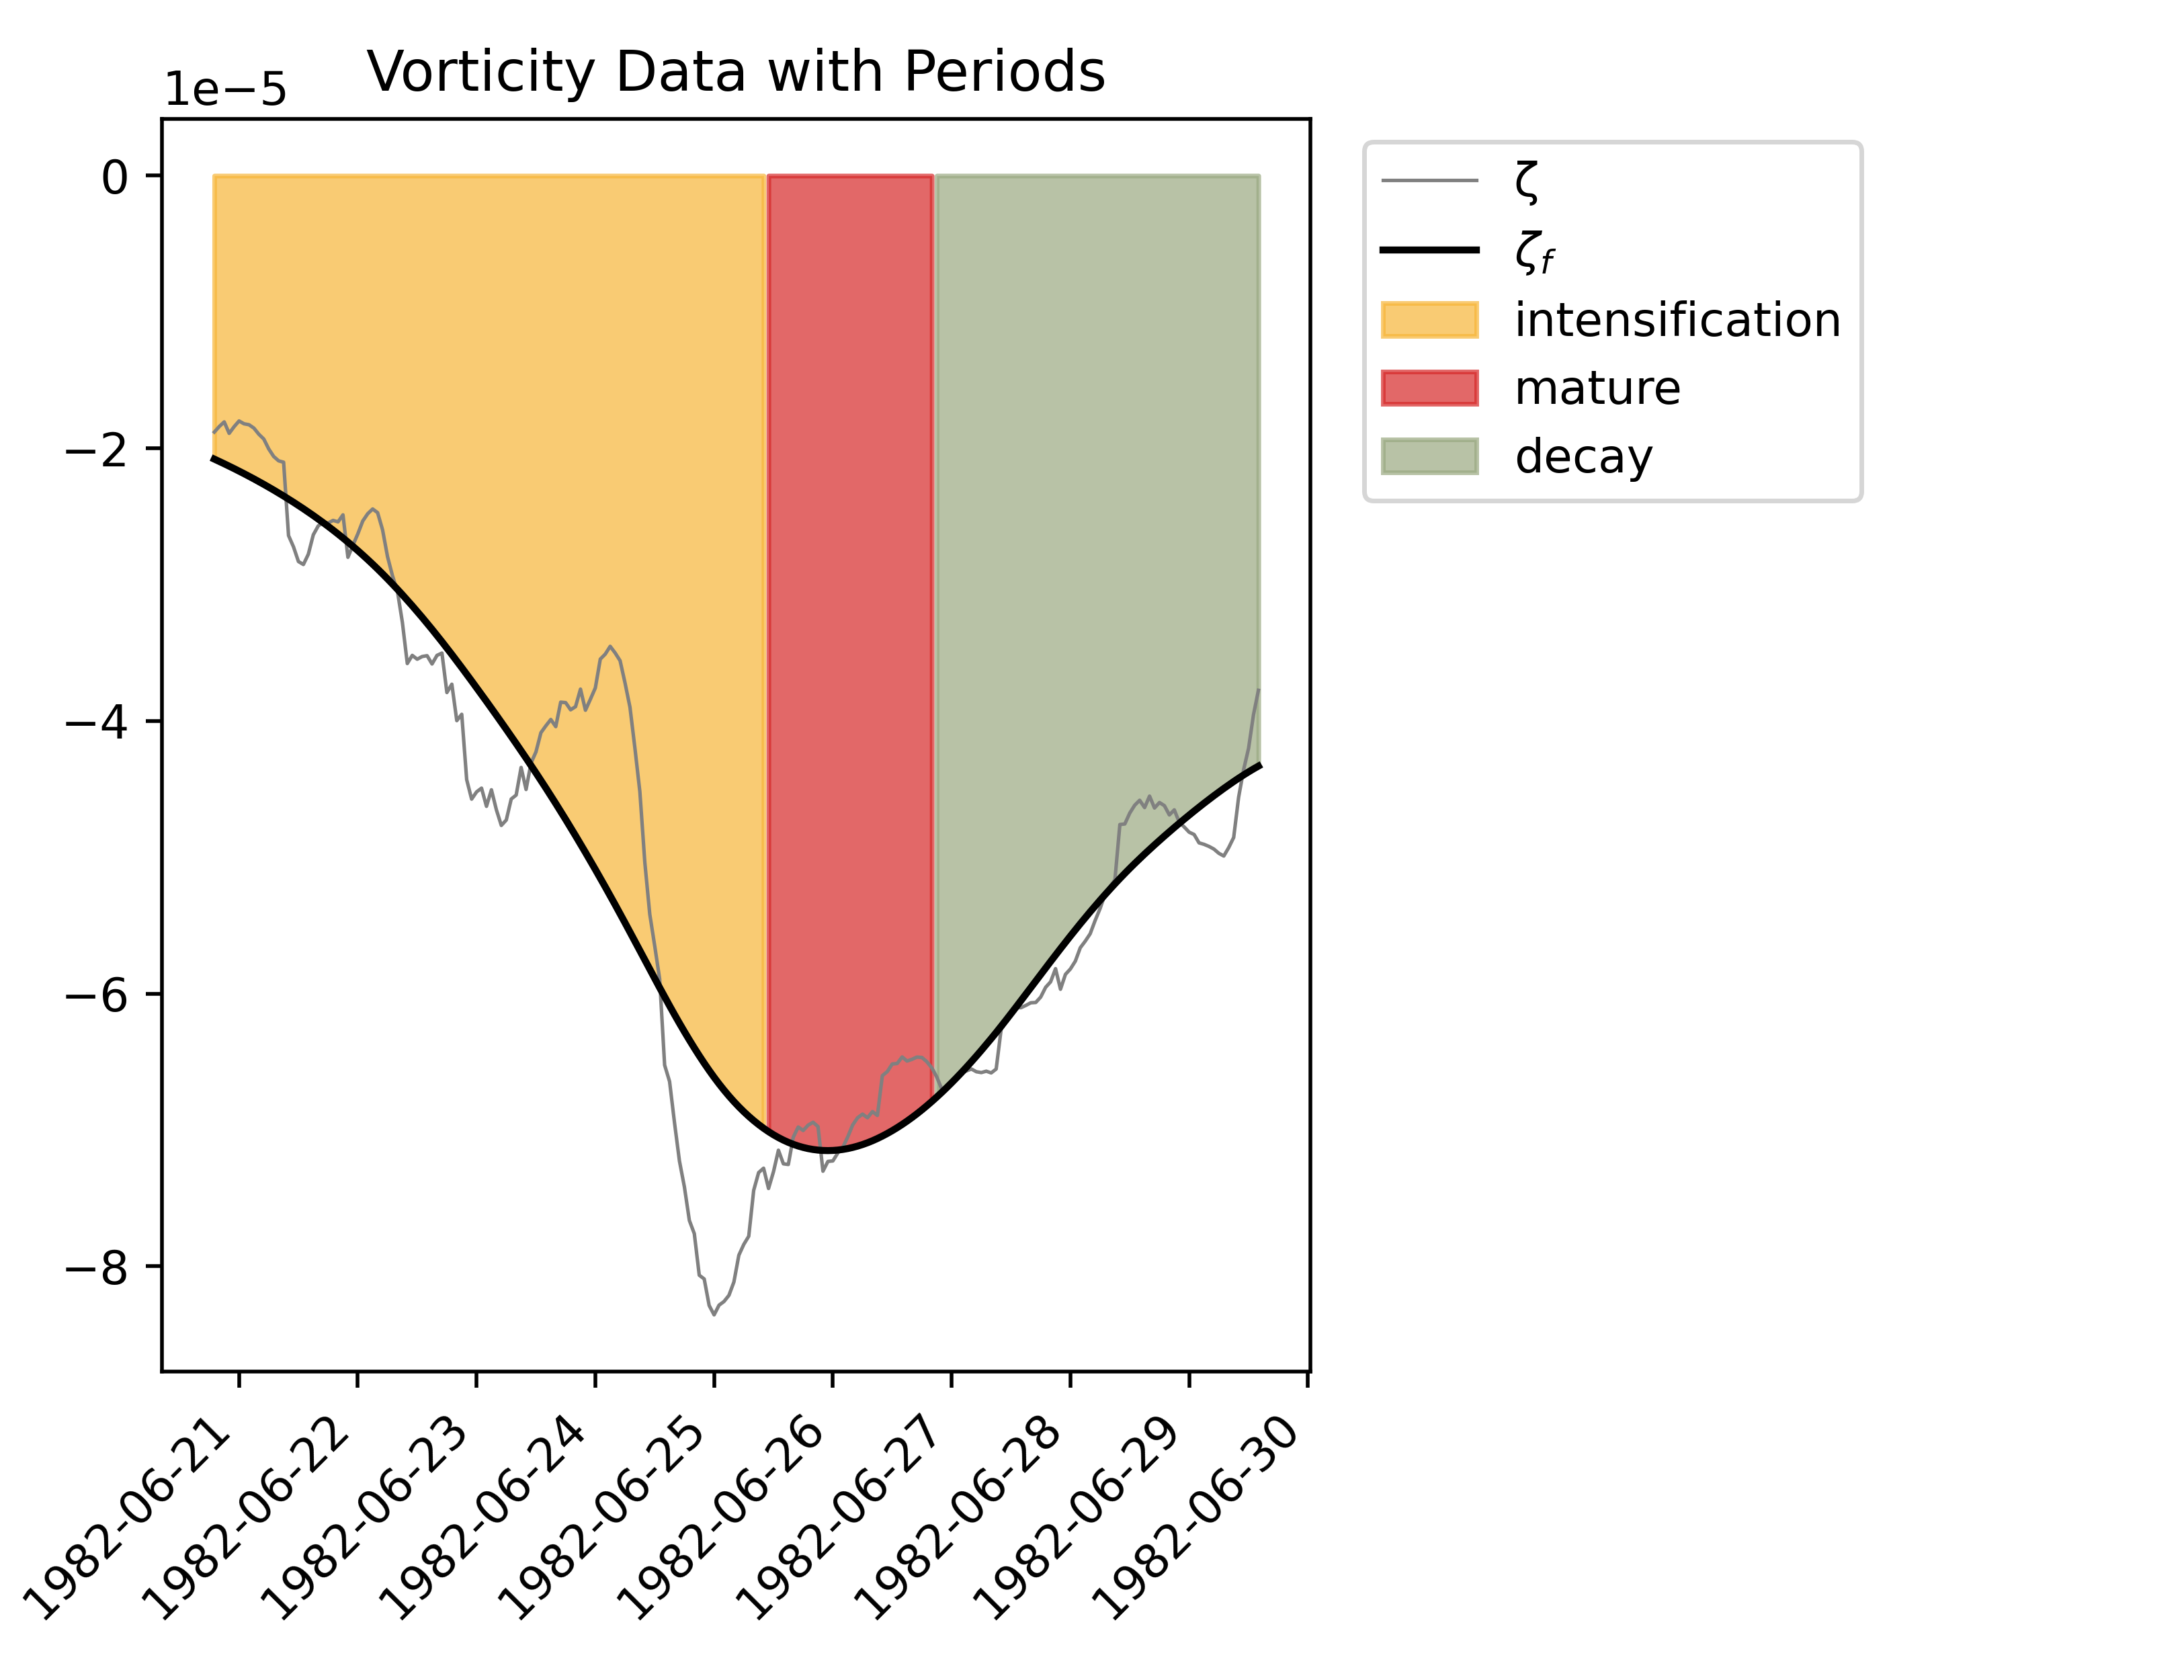 Vorticity Data with Periods
1e−5
0
−2
−4
−6
−8
1982-06-21
1982-06-22
1982-06-23
1982-06-24
1982-06-25
1982-06-26
1982-06-27
1982-06-28
1982-06-29
1982-06-30
ζ
ζf
intensification
mature
decay